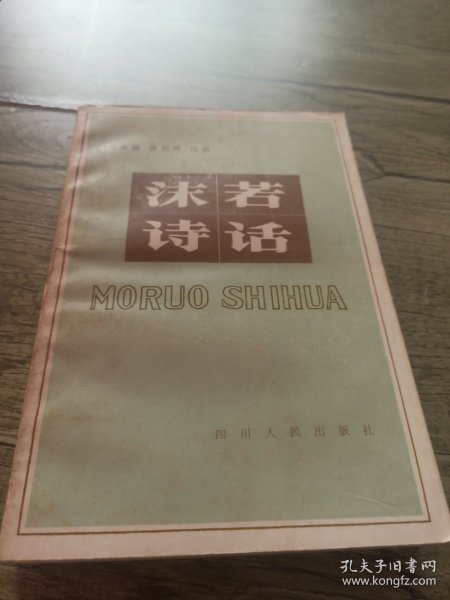 沫若
诗话
MORUO SHIHUA
四川人民出版社
孔夫子旧书网
www.kongfz.com